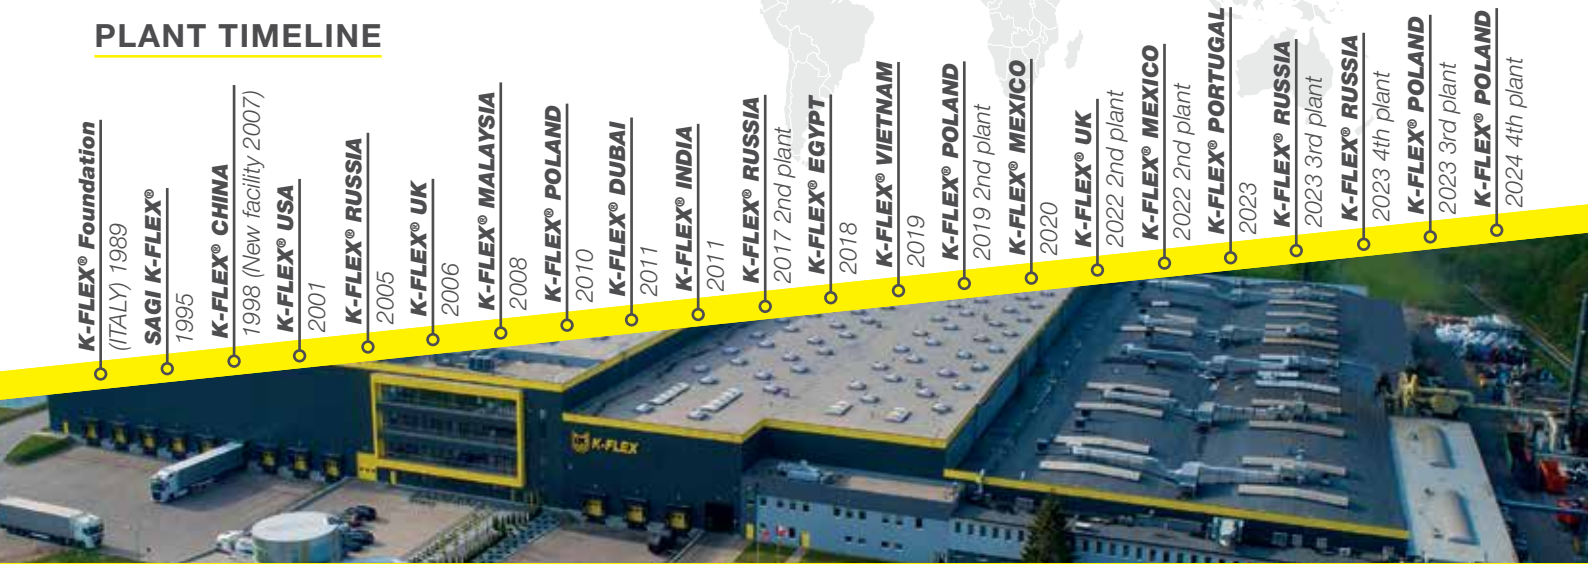 PLANT TIMELINE
K-FLEX® Foundation
(ITALY) 1989
SAGI K-FLEX®
1995
K-FLEX® CHINA
1998 (New facility 2007)
K-FLEX® USA
2001
K-FLEX® RUSSIA
2005
K-FLEX® UK
2006
K-FLEX® MALAYSIA
2008
K-FLEX® POLAND
2010
K-FLEX® DUBAI
2011
K-FLEX® INDIA
2011
K-FLEX® RUSSIA
2017 2nd plant
K-FLEX® EGYPT
2018
K-FLEX® VIETNAM
2019
K-FLEX® POLAND
2019 2nd plant
K-FLEX® MEXICO
2020
K-FLEX® UK
2022 2nd plant
K-FLEX® MEXICO
2022 2nd plant
K-FLEX® PORTUGAL
2023
K-FLEX® RUSSIA
2023 3rd plant
K-FLEX® RUSSIA
2023 4th plant
K-FLEX® POLAND
2023 3rd plant
K-FLEX® POLAND
2024 4th plant
K-FLEX